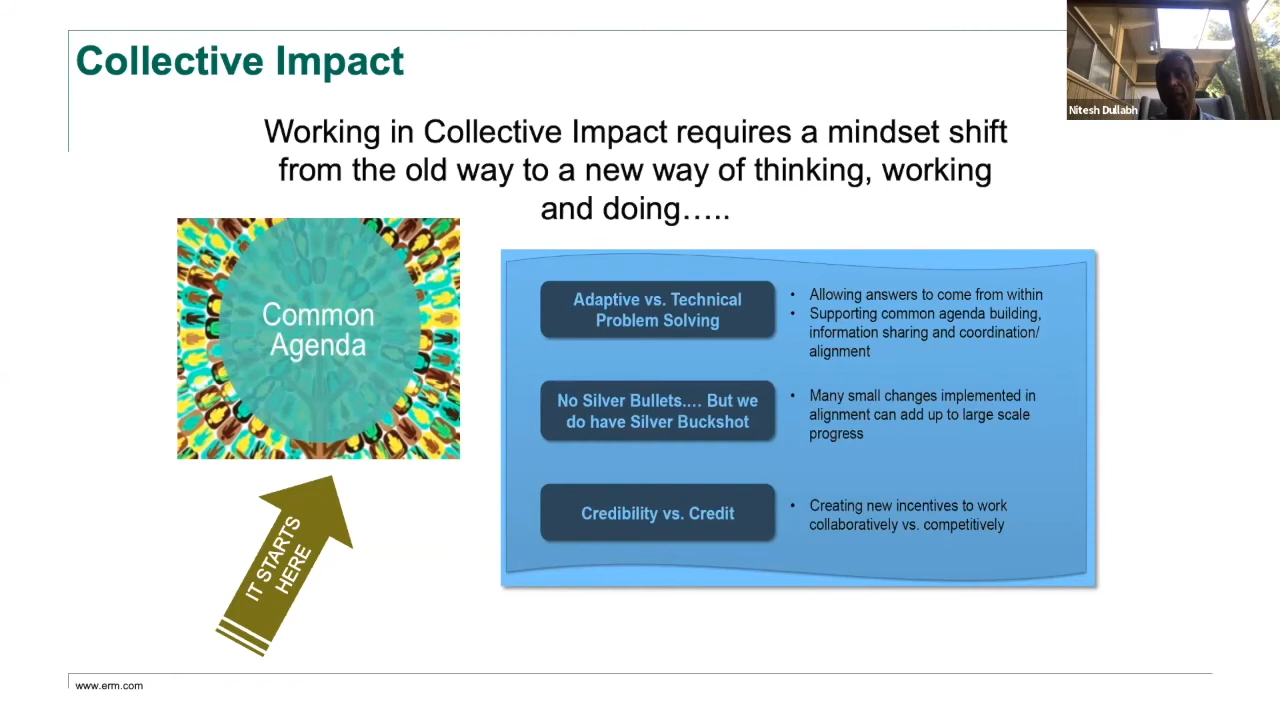 Collective Impact
Nitesh Dullabh
Working in Collective Impact requires a mindset shift
from the old way to a new way of thinking, working
and doing…..
Common
Agenda
IT STARTS
HERE
Adaptive vs. Technical
Problem Solving
• Allowing answers to come from within
• Supporting common agenda building,
information sharing and coordination/
alignment
No Silver Bullets.... But we
do have Silver Buckshot
• Many small changes implemented in
alignment can add up to large scale
progress
Credibility vs. Credit
• Creating new incentives to work
collaboratively vs. competitively
www.erm.com